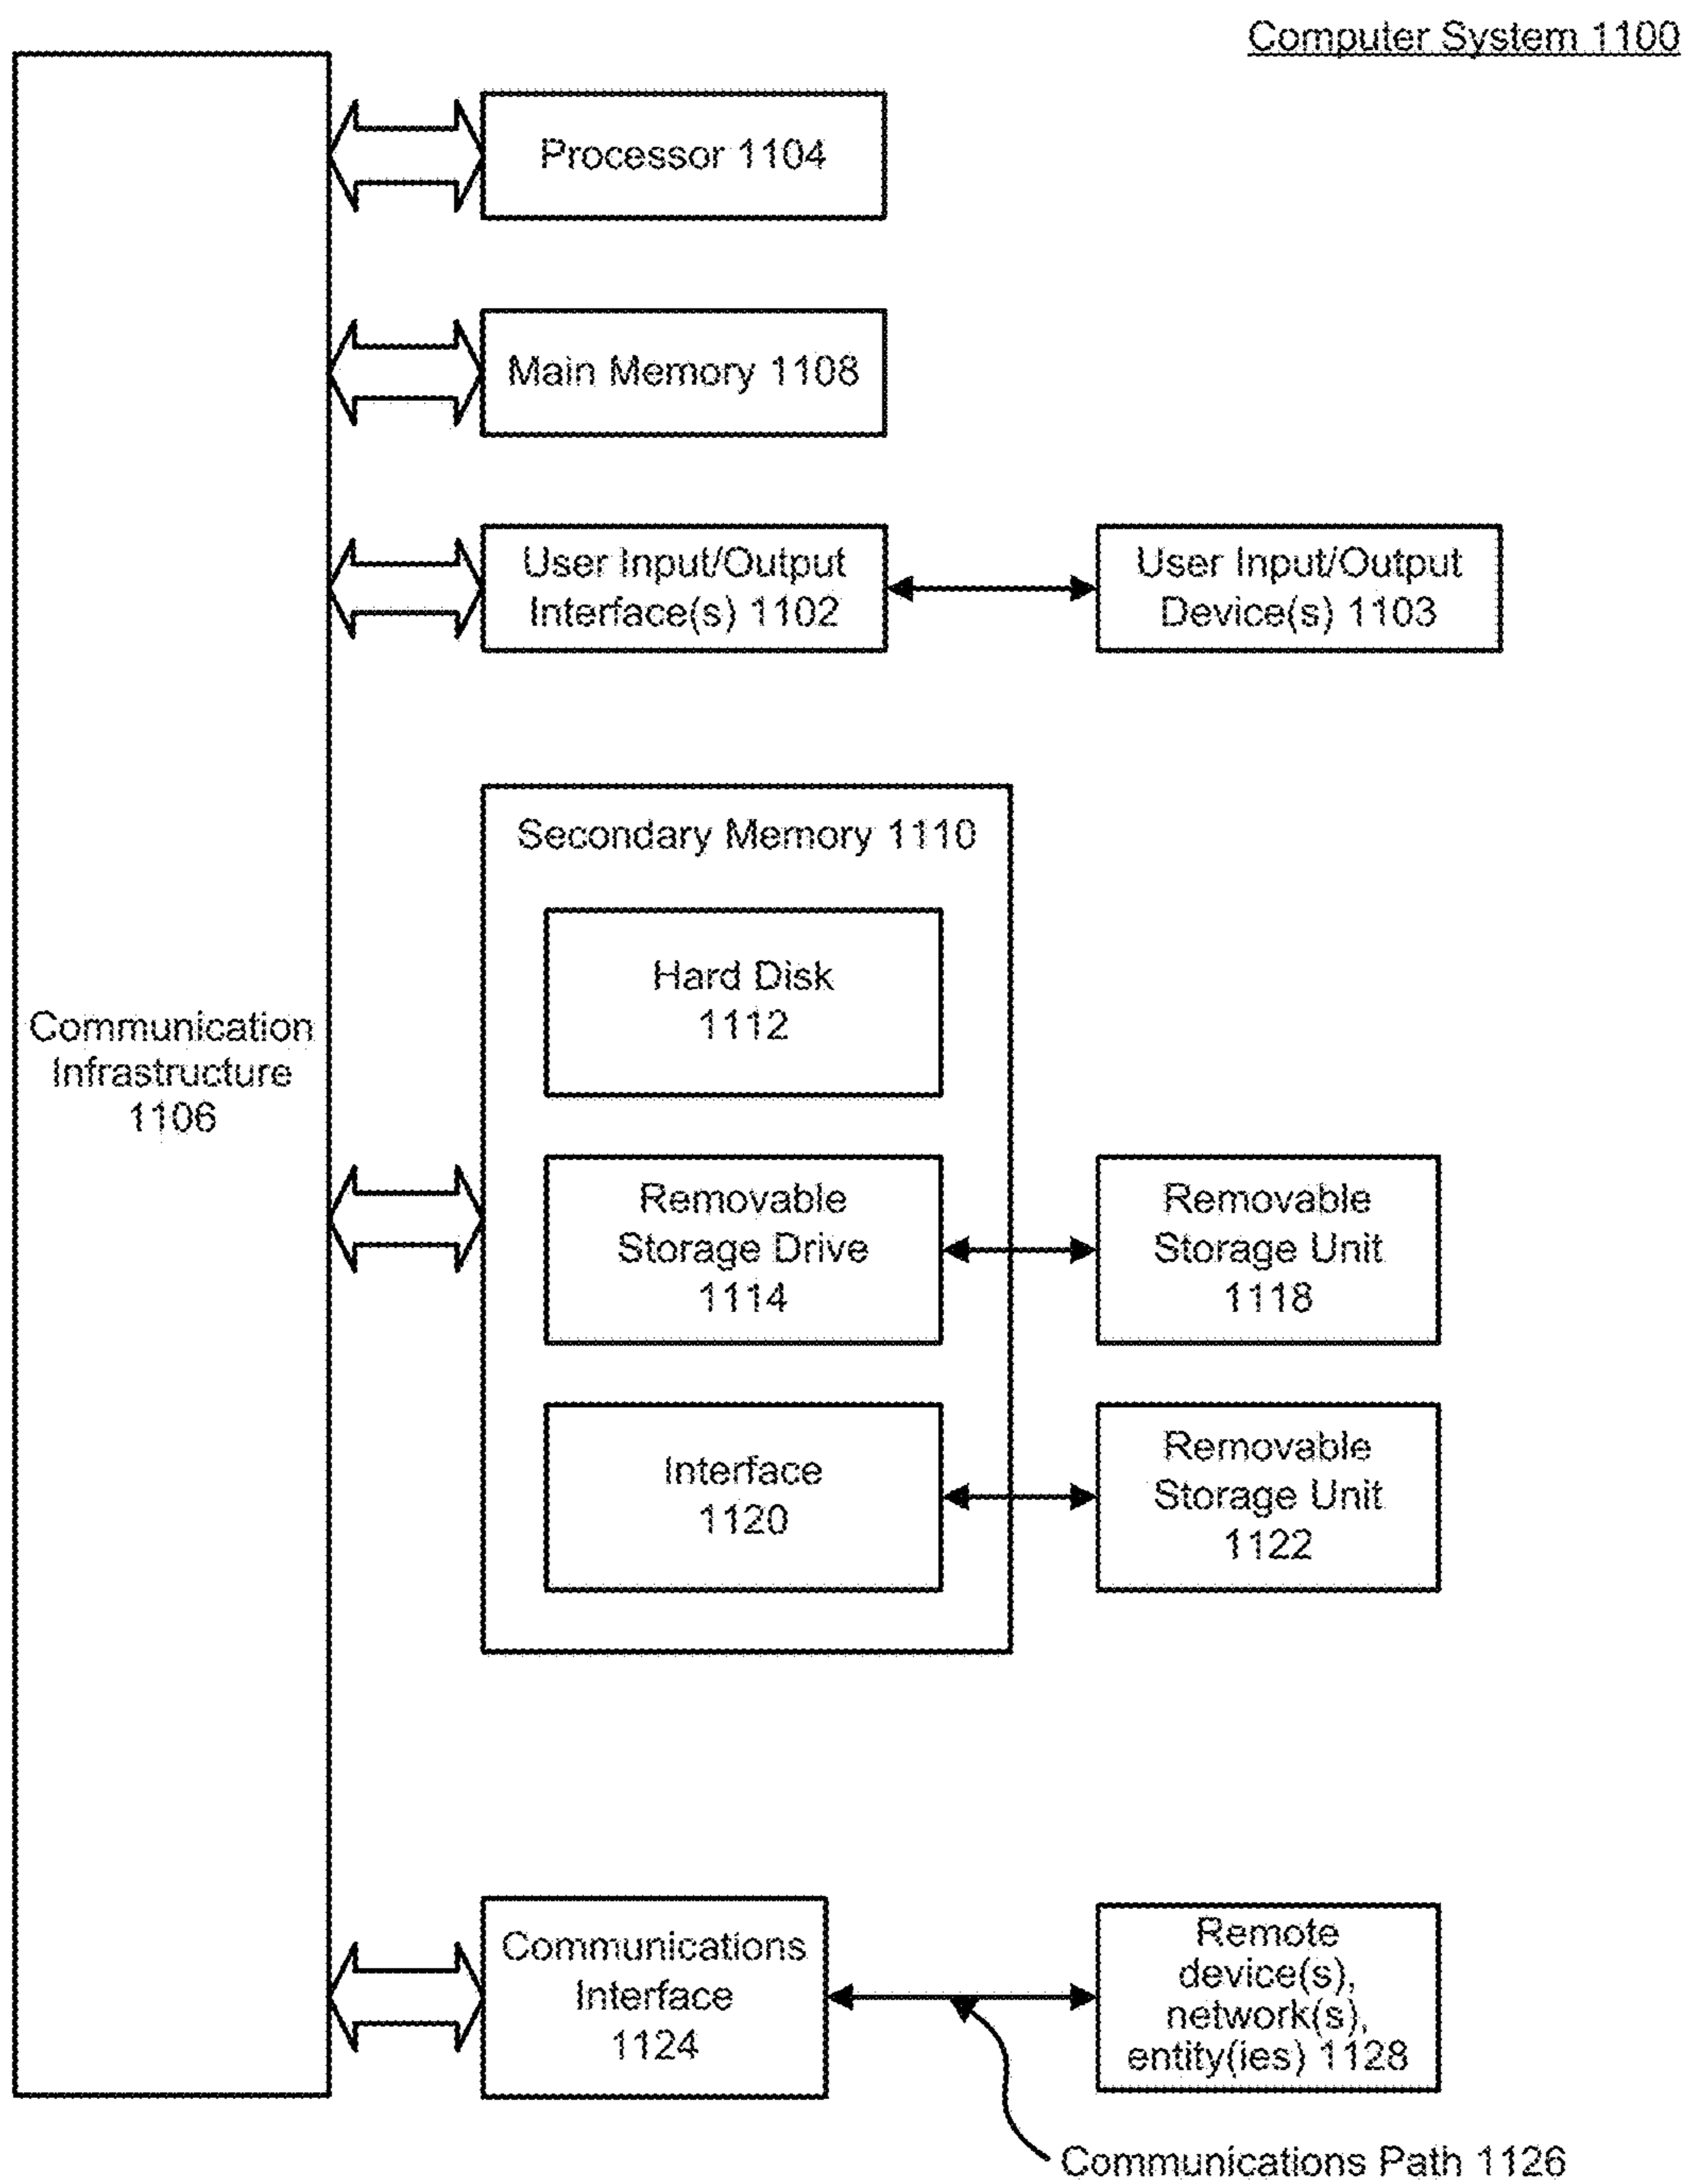 Computer System 1100
Processor 1104
Main Memory 1108
User Input/Output
Interface(s) 1102
User Input/Output
Device(s) 1103
Secondary Memory 1110
Hard Disk
1112
Communication
Infrastructure
1106
Removable
Storage Drive
1114
Removable
Storage Unit
1118
Interface
1120
Removable
Storage Unit
1122
Communications
Interface
1124
Remote
device(s),
network(s),
entity(ies) 1128
Communications Path 1126